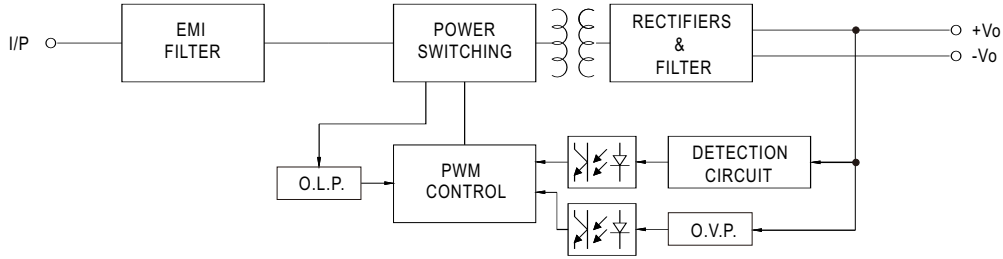 I/P
EMI
FILTER
POWER
SWITCHING
RECTIFIERS
&
FILTER
+Vo
-Vo
O.L.P.
PWM
CONTROL
DETECTION
CIRCUIT
O.V.P.